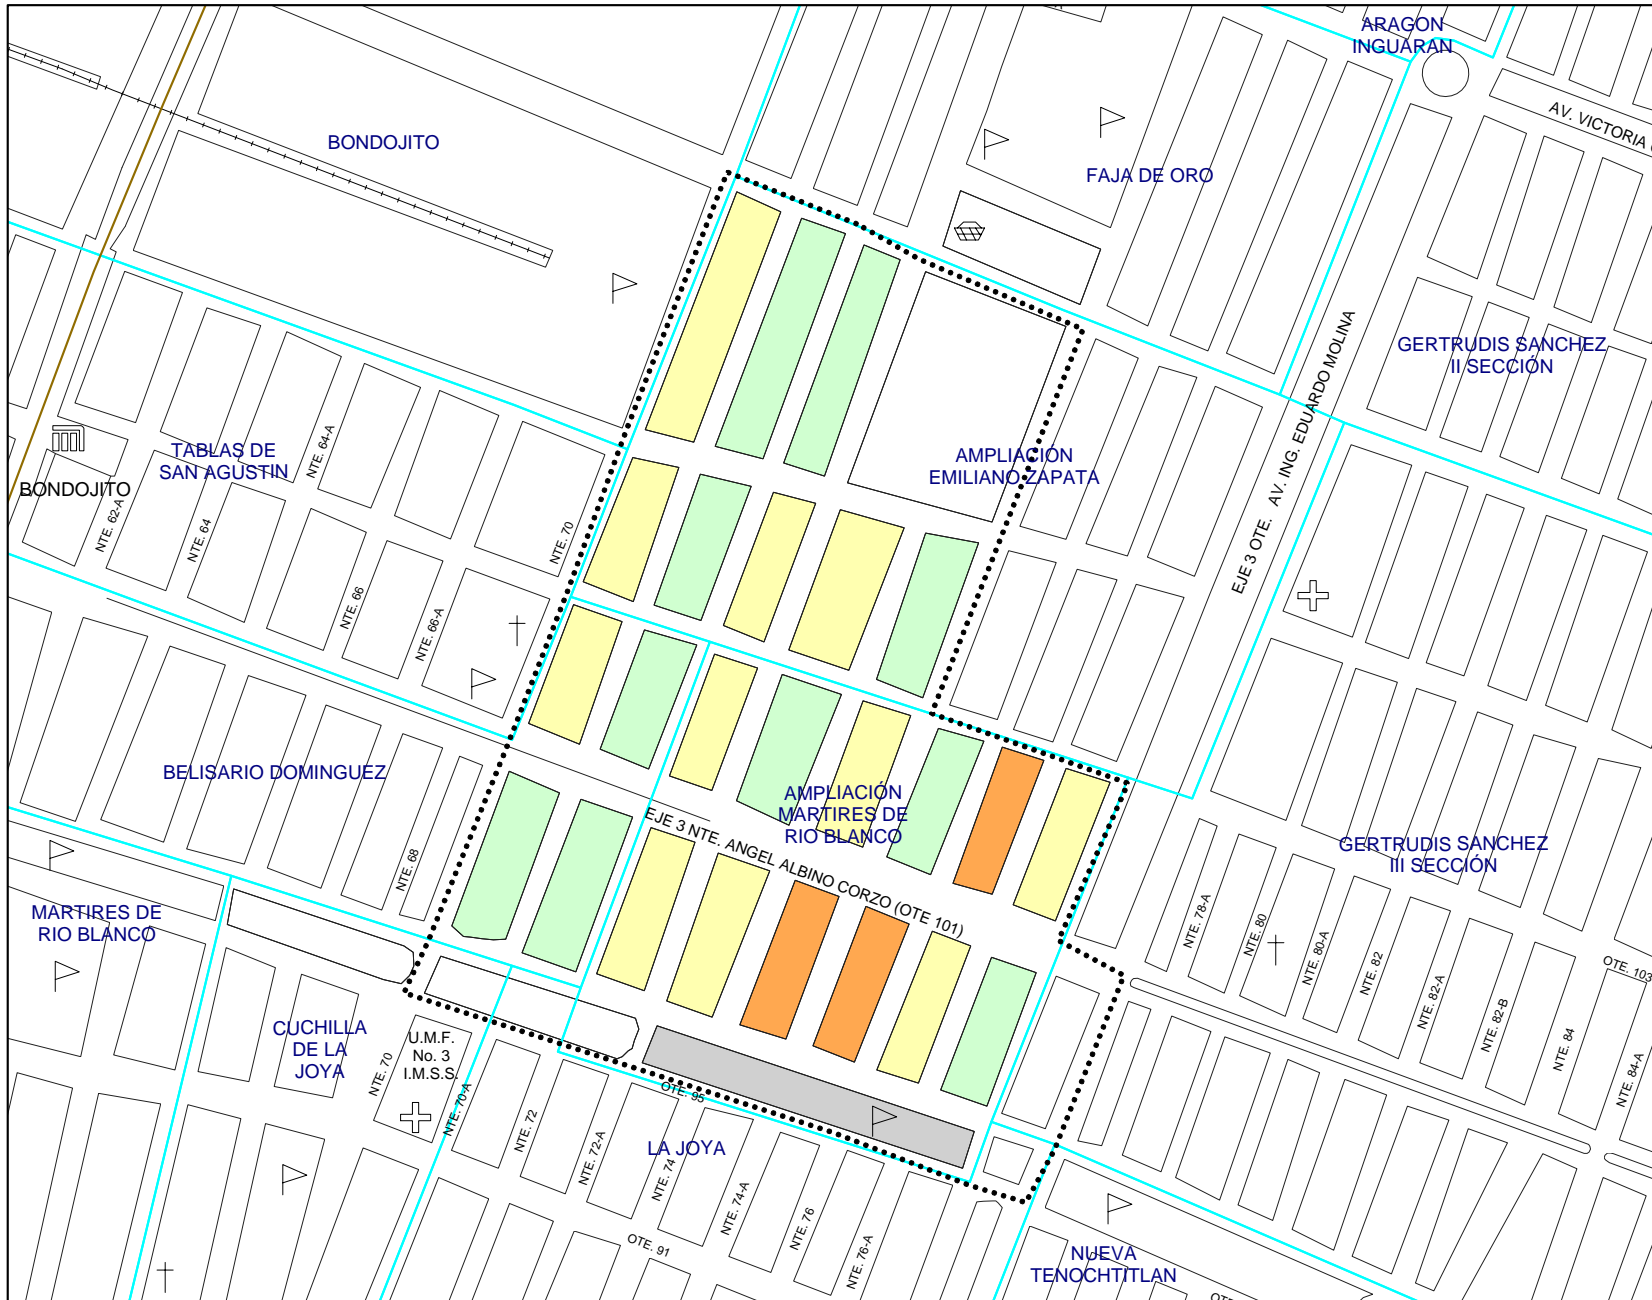 ARAGON
INGUARAN
AV. VICTORIA
BONDOJITO
FAJA DE ORO
GERTRUDIS SANCHEZ
II SECCIÓN
EJE 3 OTE. AV. ING. EDUARDO MOLINA
TABLAS DE
SAN AGUSTIN
NTE. 64-A
BONDOJITO
NTE. 62-A
NTE. 64
NTE. 70
AMPLIACIÓN
EMILIANO ZAPATA
NTE. 66
NTE. 66-A
BELISARIO DOMINGUEZ
AMPLIACIÓN
MARTIRES DE
RIO BLANCO
EJE 3 NTE. ANGEL ALBINO CORZO (OTE 101)
GERTRUDIS SANCHEZ
III SECCIÓN
NTE. 68
MARTIRES DE
RIO BLANCO
NTE. 78-A
NTE. 80
NTE. 80-A
NTE. 82
NTE. 82-A
NTE. 82-B
NTE. 84
NTE. 84-A
OTE. 103
CUCHILLA
DE LA
JOYA
U.M.F.
No. 3
I.M.S.S.
NTE. 70
NTE. 70-A
NTE. 72
NTE. 72-A
NTE. 74
NTE. 74-A
NTE. 76
NTE. 76-A
OTE. 95
LA JOYA
OTE. 91
NUEVA
TENOCHTITLAN